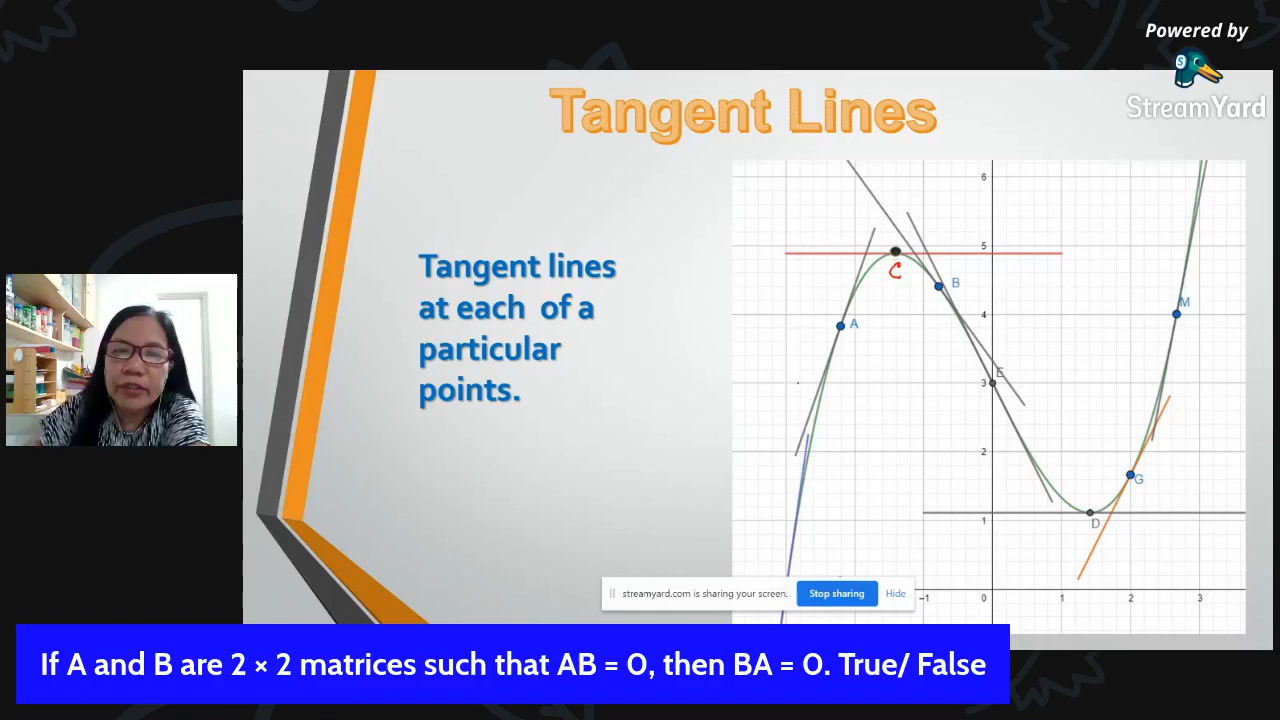 Powered by
StreamYard
Tangent Lines
Tangent lines
at each of a
particular
points.
6
5
C
B
M
4
A
E
3
2
G
1
D
streamyard.com is sharing your screen.
Stop sharing
Hide
-1
0
1
2
3
If A and B are 2 × 2 matrices such that AB = O, then BA = O. True/ False